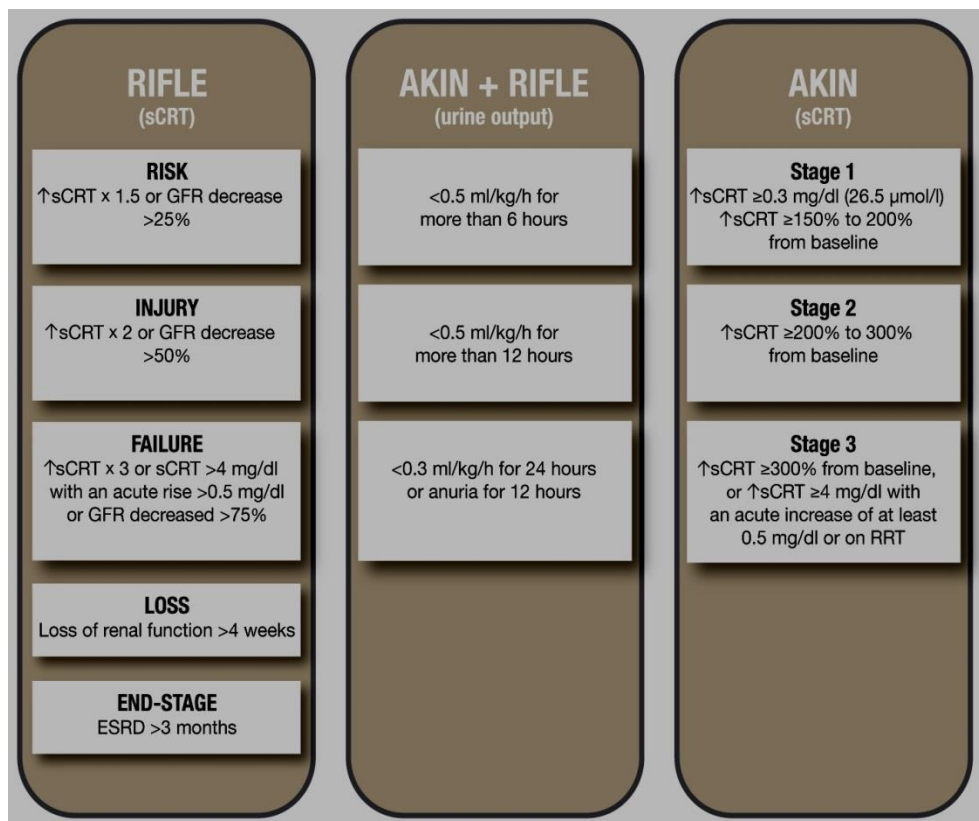 RIFLE
(sCRT)
RISK
↑sCRT x 1.5 or GFR decrease
>25%
INJURY
↑sCRT x 2 or GFR decrease
>50%
FAILURE
↑sCRT x 3 or sCRT >4 mg/dl
with an acute rise >0.5 mg/dl
or GFR decreased >75%
LOSS
Loss of renal function >4 weeks
END-STAGE
ESRD >3 months
AKIN + RIFLE
(urine output)
<0.5 ml/kg/h for
more than 6 hours
<0.5 ml/kg/h for
more than 12 hours
<0.3 ml/kg/h for 24 hours
or anuria for 12 hours
AKIN
(sCRT)
Stage 1
↑sCRT ≥0.3 mg/dl (26.5 µmol/l)
↑sCRT ≥150% to 200%
from baseline
Stage 2
↑sCRT ≥200% to 300%
from baseline
Stage 3
↑sCRT ≥300% from baseline,
or ↑sCRT ≥4 mg/dl with
an acute increase of at least
0.5 mg/dl or on RRT